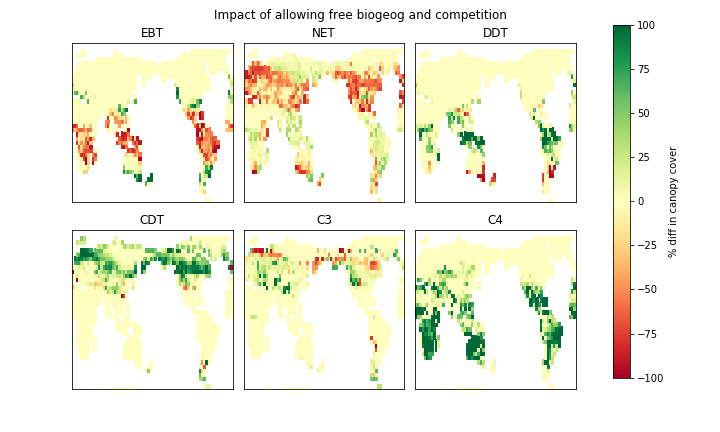 Impact of allowing free biogeog and competition
EBT
NET
DDT
CDT
C3
C4
100
75
50
25
0
−25
−50
−75
−100
% diff in canopy cover